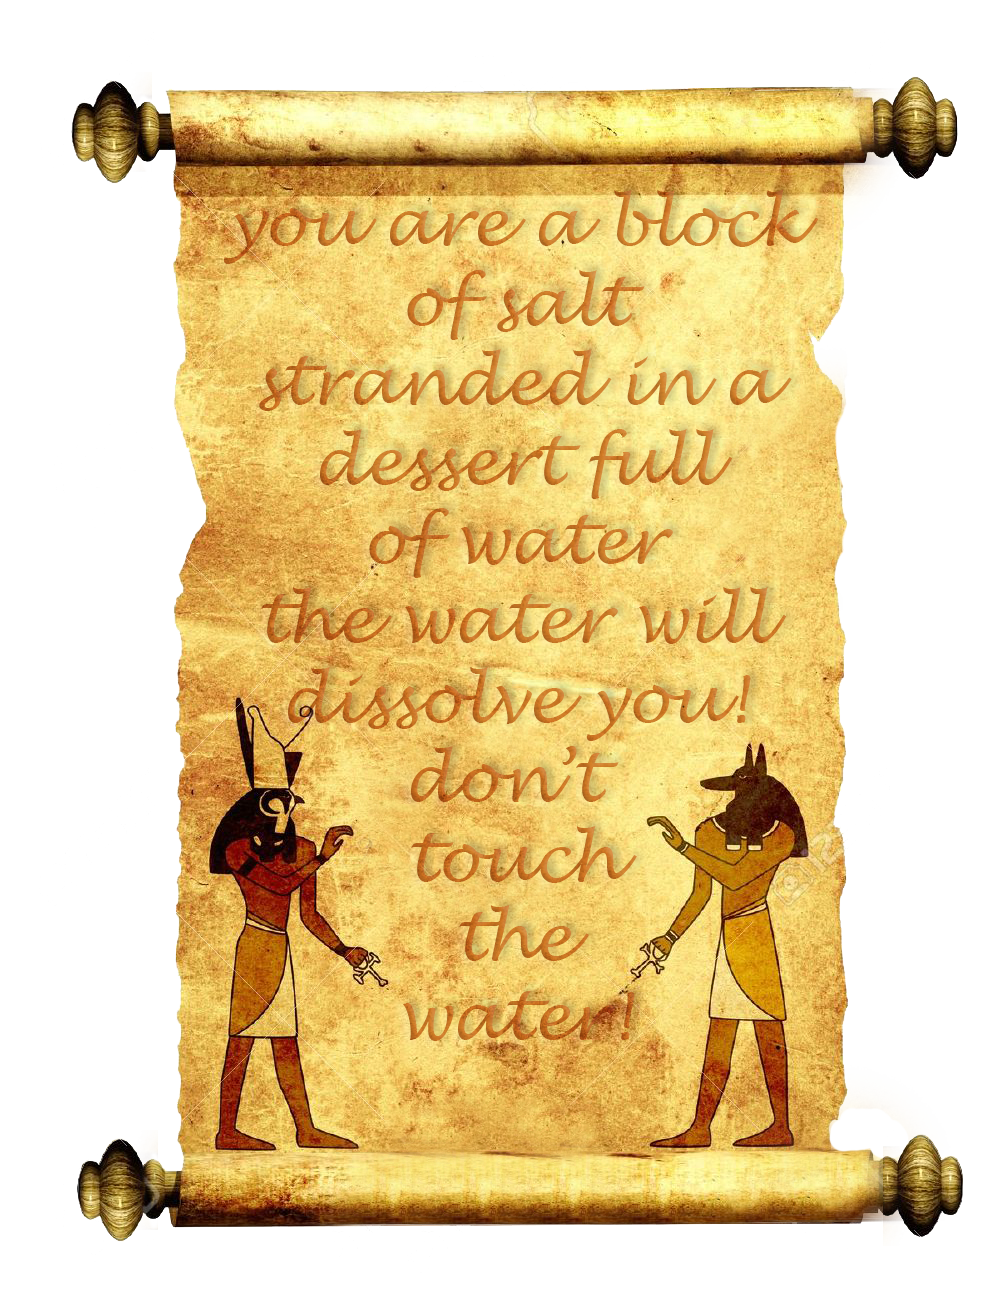 you are a block
of salt
stranded in a
dessert full
of water
the water will
dissolve you!
don't
touch
the
water!